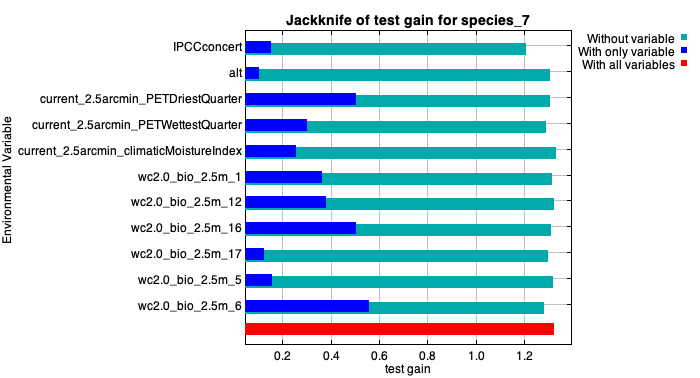 Jackknife of test gain for species_7
Without variable
With only variable
With all variables
Environmental Variable
IPCCconcert
alt
current_2.5arcmin_PETDriestQuarter
current_2.5arcmin_PETWettestQuarter
current_2.5arcmin_climaticMoistureIndex
wc2.0_bio_2.5m_1
wc2.0_bio_2.5m_12
wc2.0_bio_2.5m_16
wc2.0_bio_2.5m_17
wc2.0_bio_2.5m_5
wc2.0_bio_2.5m_6
0.2 0.4 0.6 0.8 1.0 1.2
test gain